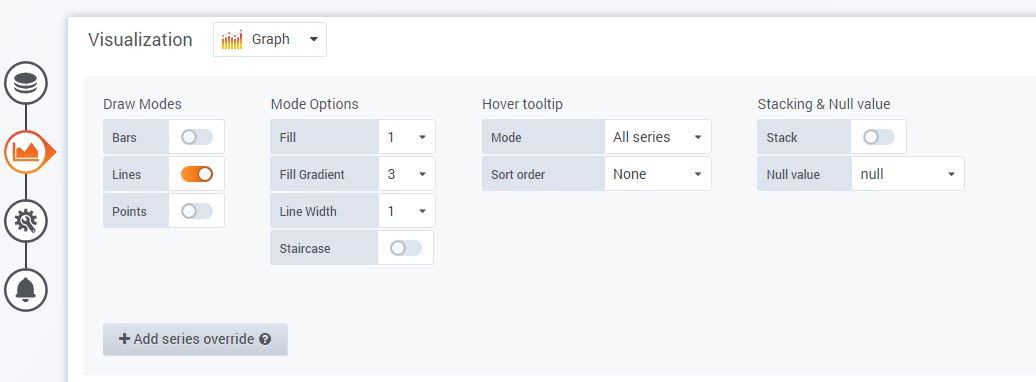 Visualization Graph
Draw Modes Mode Options Hover tooltip Stacking & Null value
Bars Fill 1 Mode All series Stack
Lines Fill Gradient 3 Sort order None Null value null
Points Line Width 1
Staircase
+ Add series override ?